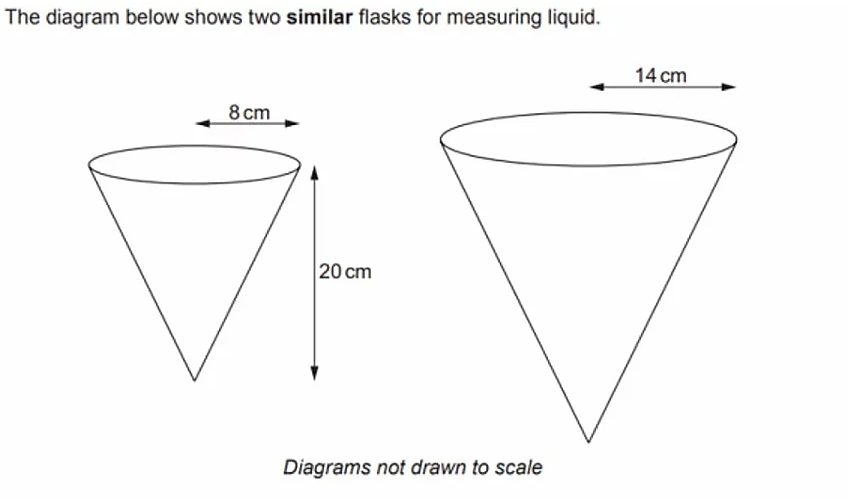 The diagram below shows two similar flasks for measuring liquid.
14 cm
8 cm
20 cm
Diagrams not drawn to scale